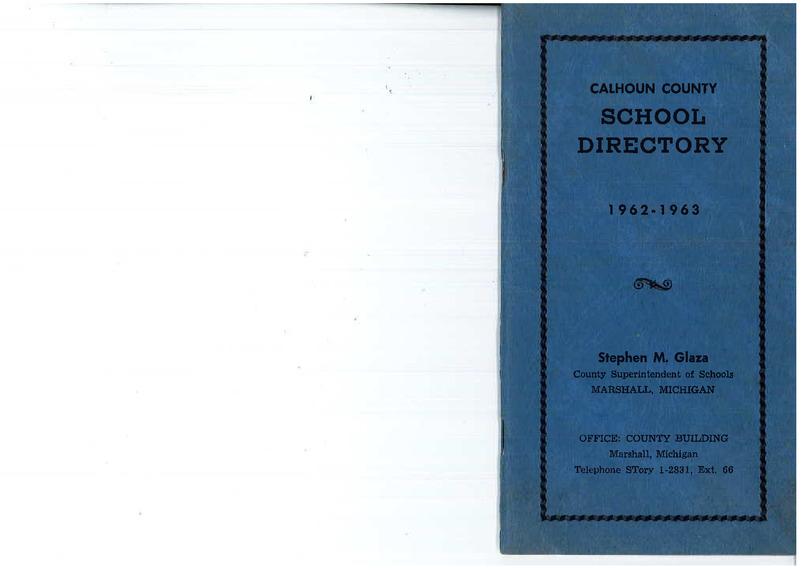 CALHOUN COUNTY
SCHOOL
DIRECTORY
1962-1963
Stephen M. Glaza
County Superintendent of Schools
MARSHALL, MICHIGAN
OFFICE: COUNTY BUILDING
Marshall, Michigan
Telephone STory 1-2831, Ext. 66